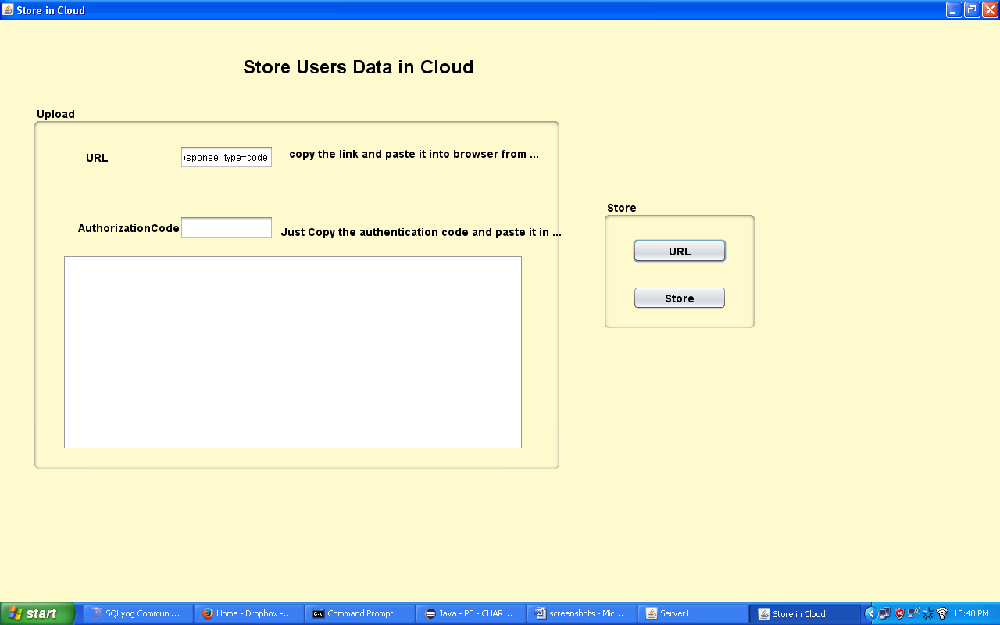 Store in Cloud
Store Users Data in Cloud
Upload
URL
sponse_type=code
copy the link and paste it into browser from ...
AuthorizationCode
Just Copy the authentication code and paste it in ...
Store
URL
Store
start
SQLyog Communi...
Home - Dropbox -...
Command Prompt
Java - P5 - CHAR...
screenshots - Mic...
Server1
Store in Cloud
10:40 PM